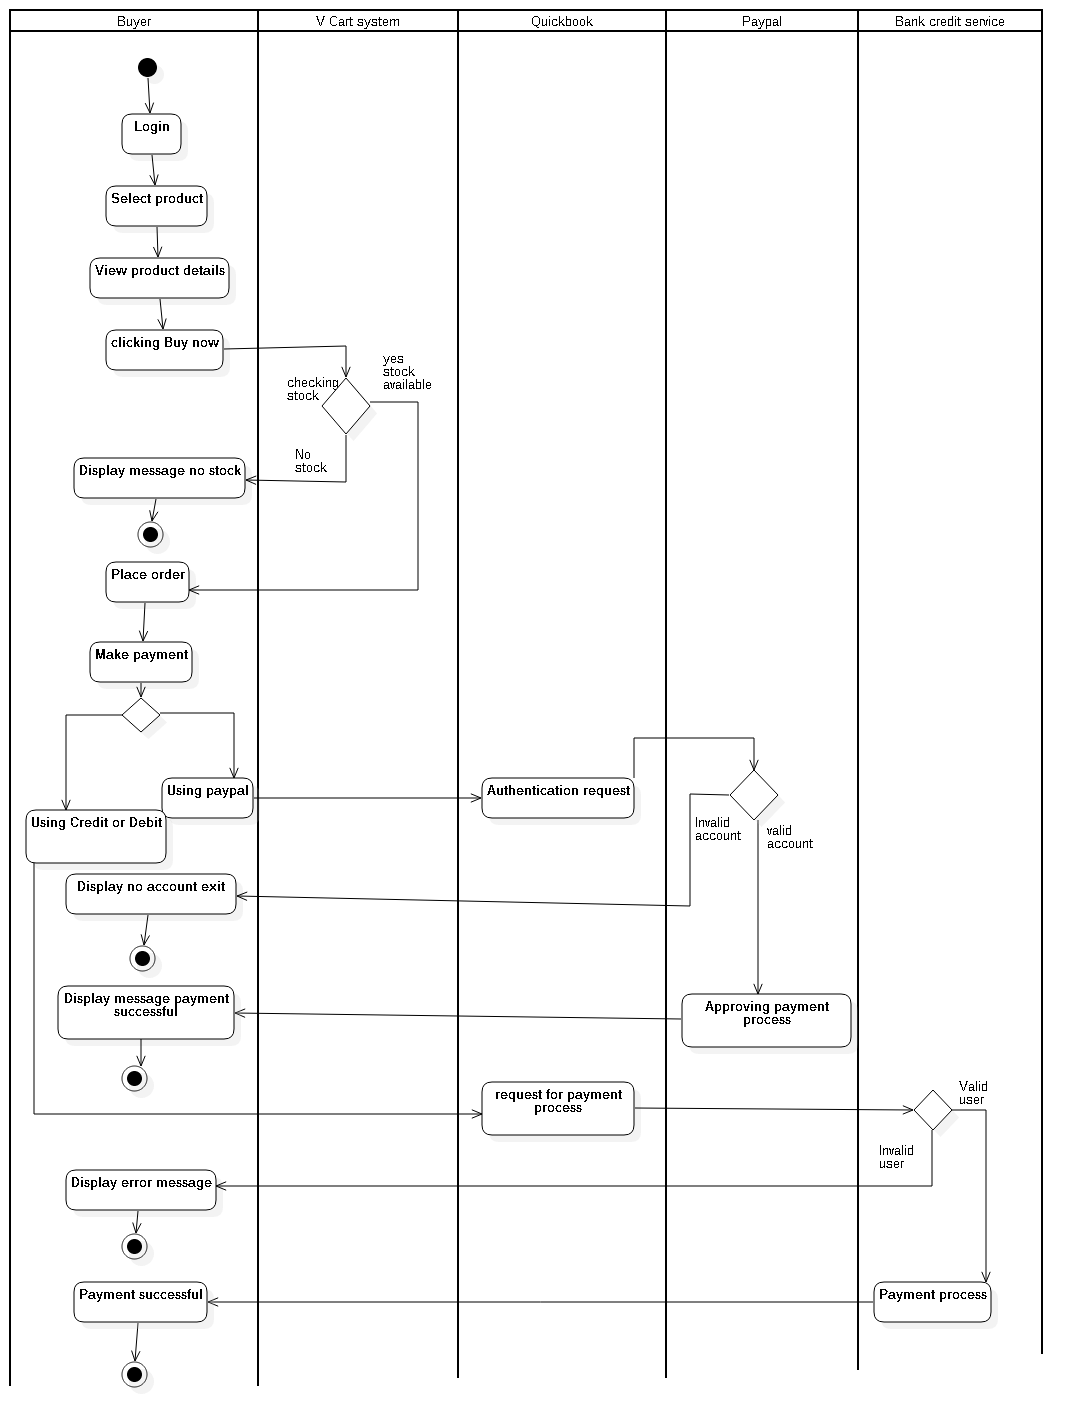 Buyer
V Cart system
Quickbook
Paypal
Bank credit service
Login
Select product
View product details
clicking Buy now
checking
stock
yes
stock
available
No
stock
Display message no stock
Place order
Make payment
Using paypal
Authentication request
Using Credit or Debit
Invalid
account
valid
account
Display no account exit
Display message payment
successful
Approving payment
process
request for payment
process
Valid
user
Invalid
user
Display error message
Payment successful
Payment process